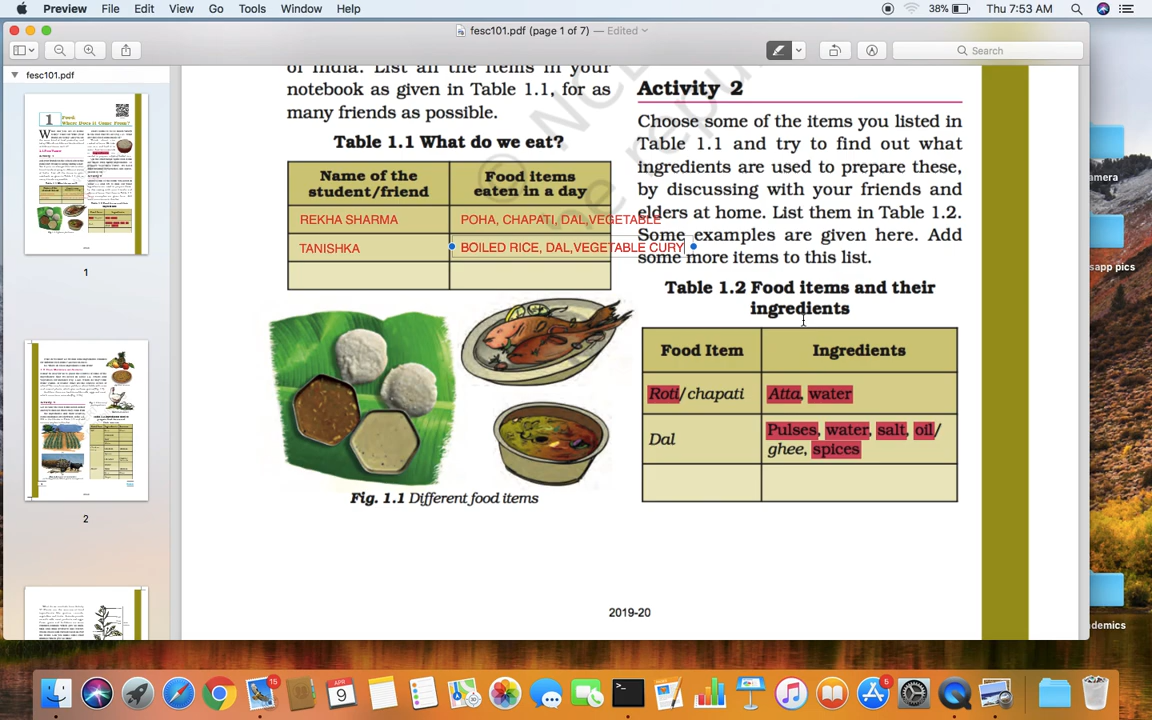 Preview File Edit View Go Tools Window Help
38% Thu 7:53 AM
fesc101.pdf (page 1 of 7) — Edited
Search
fesc101.pdf
1
2
of India. List all the items in your
notebook as given in Table 1.1, for as
many friends as possible.
Table 1.1 What do we eat?
Name of the student/friend
Food items eaten in a day
REKHA SHARMA
POHA, CHAPATI, DAL,VEGETABLE
TANISHKA
BOILED RICE, DAL,VEGETABLE CURY
Fig. 1.1 Different food items
Activity 2
Choose some of the items you listed in
Table 1.1 and try to find out what
ingredients are used to prepare these,
by discussing with your friends and
elders at home. List them in Table 1.2.
Some examples are given here. Add
some more items to this list.
Table 1.2 Food items and their
ingredients
Food Item
Ingredients
Roti/chapati
Atta, water
Dal
Pulses, water, salt, oil/
ghee, spices
2019-20
amera
sapp pics
demics
15
APR
9
5